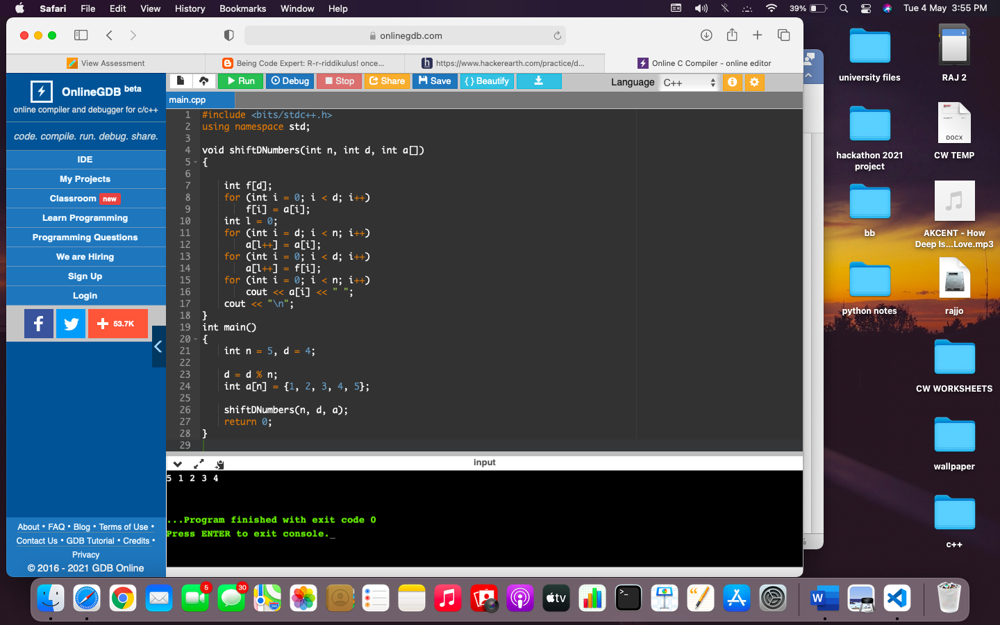 Safari File Edit View History Bookmarks Window Help 39% Tue 4 May 3:55 PM
onlinegdb.com
View Assessment
Being Code Expert: R-r-riddikulus! once...
https://www.hackerearth.com/practice/d...
Online C Compiler - online editor
OnlineGDB beta
online compiler and debugger for c/c++
code. compile. run. debug. share.
IDE
My Projects
Classroom new
Learn Programming
Programming Questions
We are Hiring
Sign Up
Login
53.7K
About • FAQ • Blog • Terms of Use •
Contact Us • GDB Tutorial • Credits •
Privacy
© 2016 - 2021 GDB Online
Run Debug Stop Share Save { } Beautify Language C++
main.cpp
1 #include <bits/stdc++.h>
2 using namespace std;
3
4 void shiftDNumbers(int n, int d, int a[])
5 {
6
7 int f[d];
8 for (int i = 0; i < d; i++)
9 f[i] = a[i];
10 int l = 0;
11 for (int i = d; i < n; i++)
12 a[l++] = a[i];
13 for (int i = 0; i < d; i++)
14 a[l++] = f[i];
15 for (int i = 0; i < n; i++)
16 cout << a[i] << " ";
17 cout << "\n";
18 }
19 int main()
20 {
21 int n = 5, d = 4;
22
23 d = d % n;
24 int a[n] = {1, 2, 3, 4, 5};
25
26 shiftDNumbers(n, d, a);
27 return 0;
28 }
29
input
5 1 2 3 4
...Program finished with exit code 0
Press ENTER to exit console._
university files
RAJ 2
hackathon 2021
project
DOCX
CW TEMP
bb
AKCENT - How
Deep Is...Love.mp3
python notes
rajjo
CW WORKSHEETS
wallpaper
c++
%
5
30
tv
W